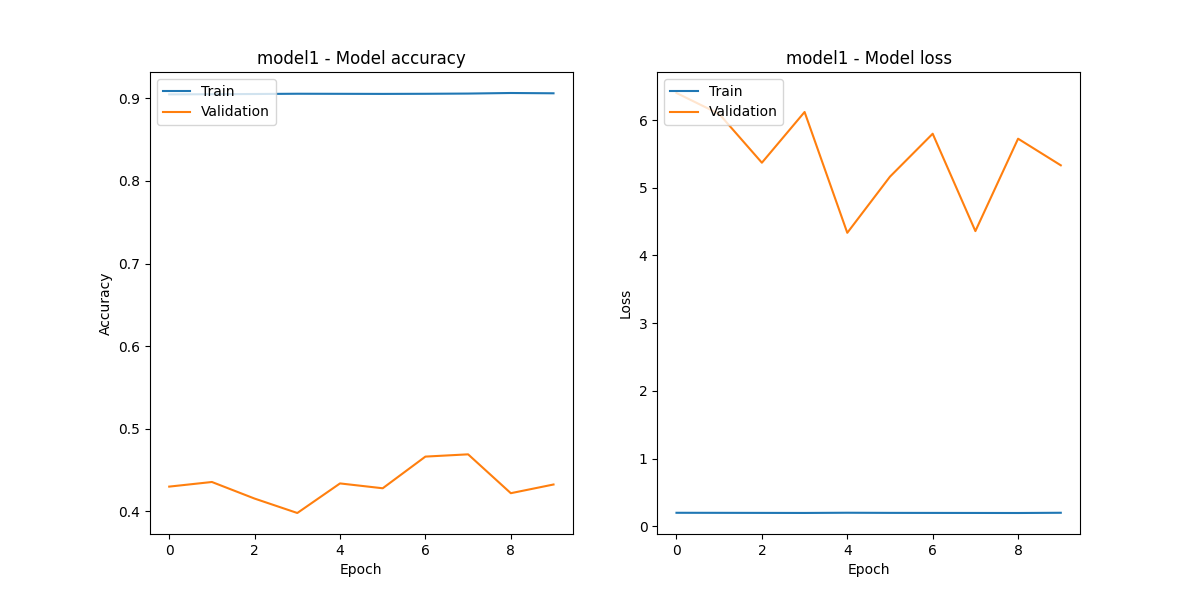 model1 - Model accuracy
Train
Validation
0.9
0.8
0.7
0.6
0.5
0.4
Accuracy
0 2 4 6 8
Epoch
model1 - Model loss
Train
Validation
6
5
4
3
2
1
0
Loss
0 2 4 6 8
Epoch